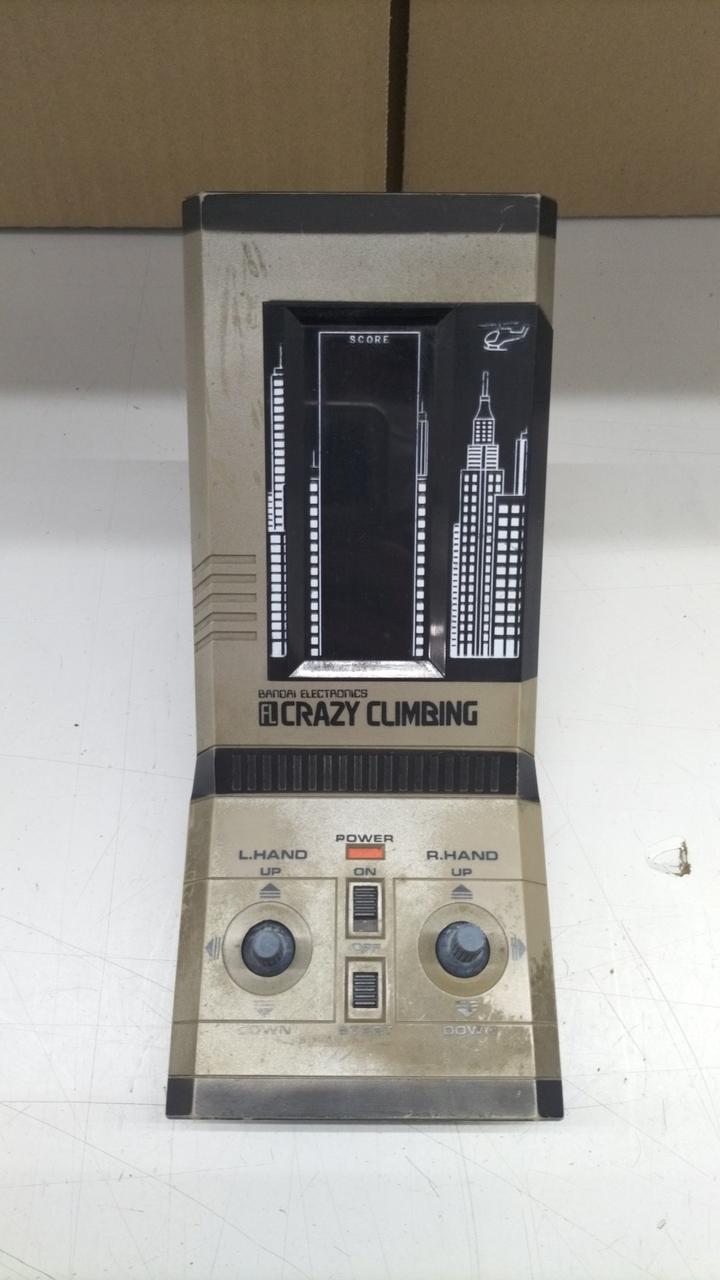 SCORE
BANDAI ELECTRONICS
FL CRAZY CLIMBING
POWER
L.HAND
R.HAND
UP
ON
UP
OFF
DOWN
DOWN